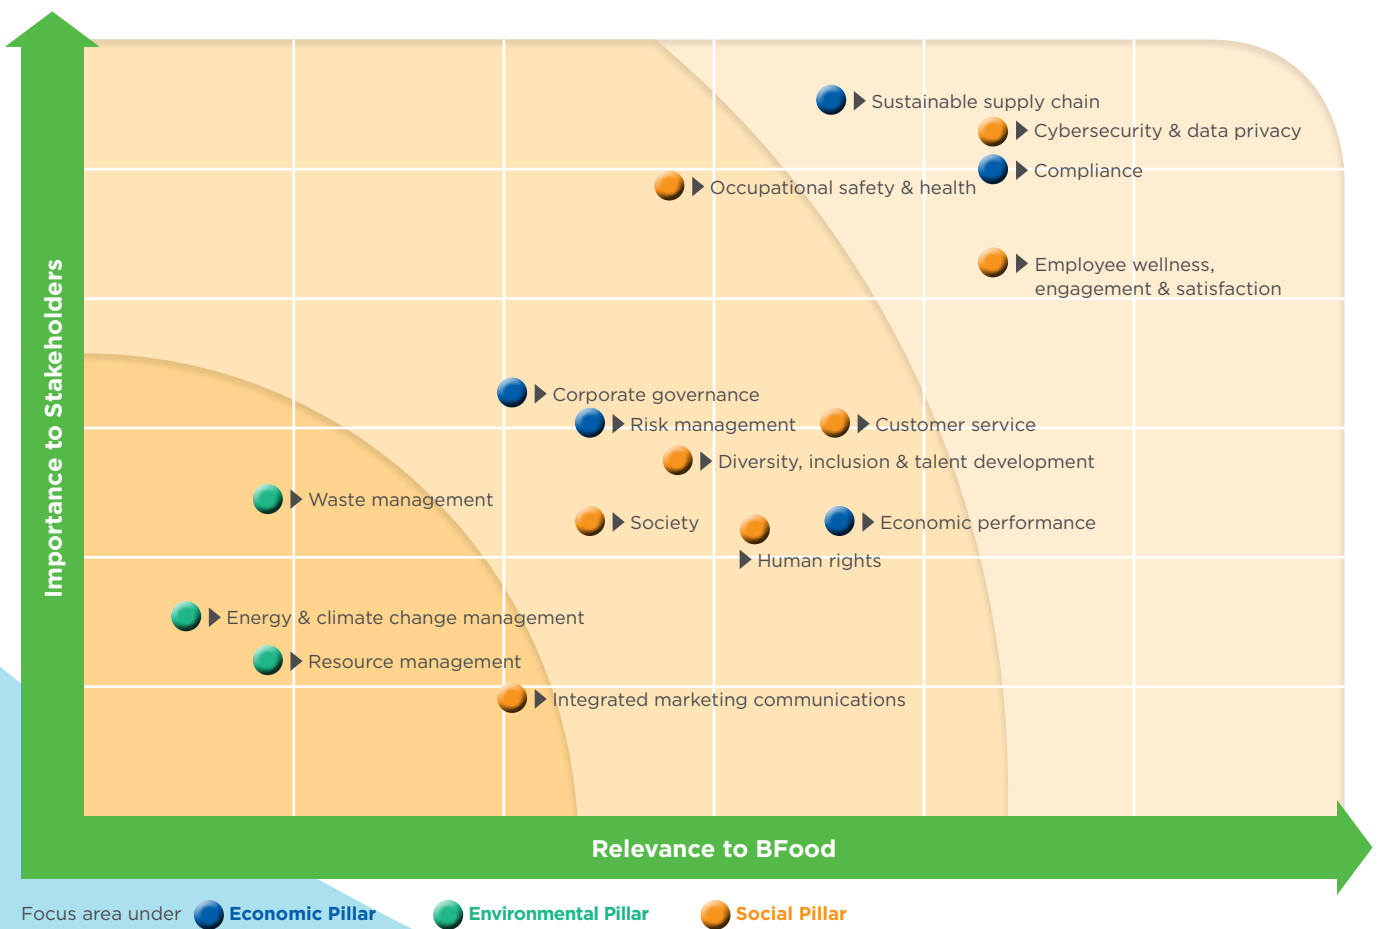 Sustainable supply chain
Cybersecurity & data privacy
Compliance
Occupational safety & health
Employee wellness,
engagement & satisfaction
Importance to Stakeholders
Corporate governance
Risk management
Customer service
Diversity, inclusion & talent development
Waste management
Society
Economic performance
Human rights
Energy & climate change management
Resource management
Integrated marketing communications
Relevance to BFood
Focus area under Economic Pillar Environmental Pillar Social Pillar